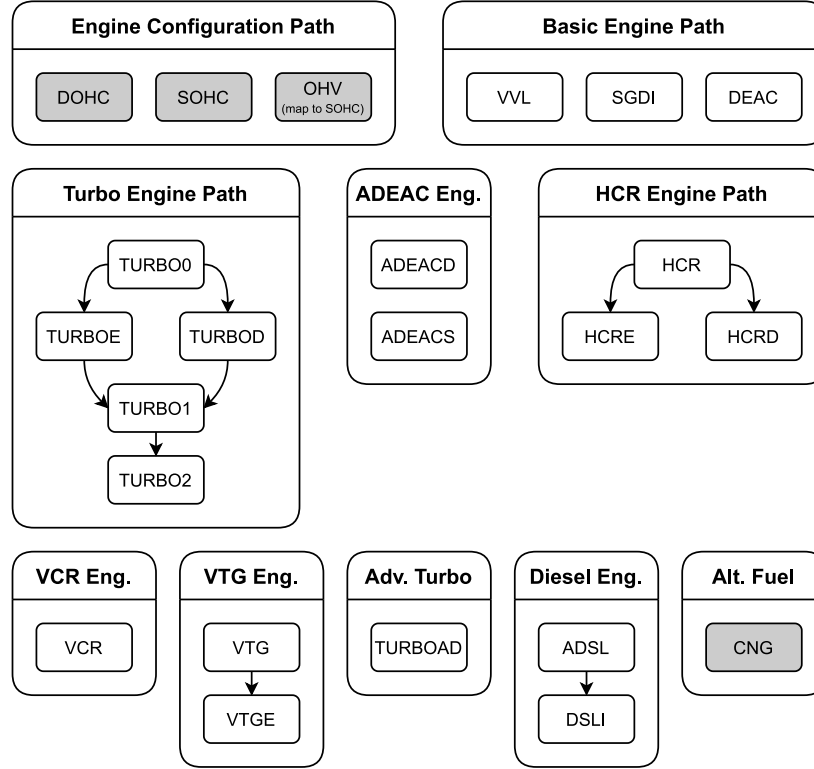 Engine Configuration Path
DOHC
SOHC
OHV
(map to SOHC)
Basic Engine Path
VVL
SGDI
DEAC
Turbo Engine Path
TURBO0
TURBOE
TURBOD
TURBO1
TURBO2
ADEAC Eng.
ADEACD
ADEACS
HCR Engine Path
HCR
HCRE
HCRD
VCR Eng.
VCR
VTG Eng.
VTG
VTGE
Adv. Turbo
TURBOAD
Diesel Eng.
ADSL
DSLI
Alt. Fuel
CNG